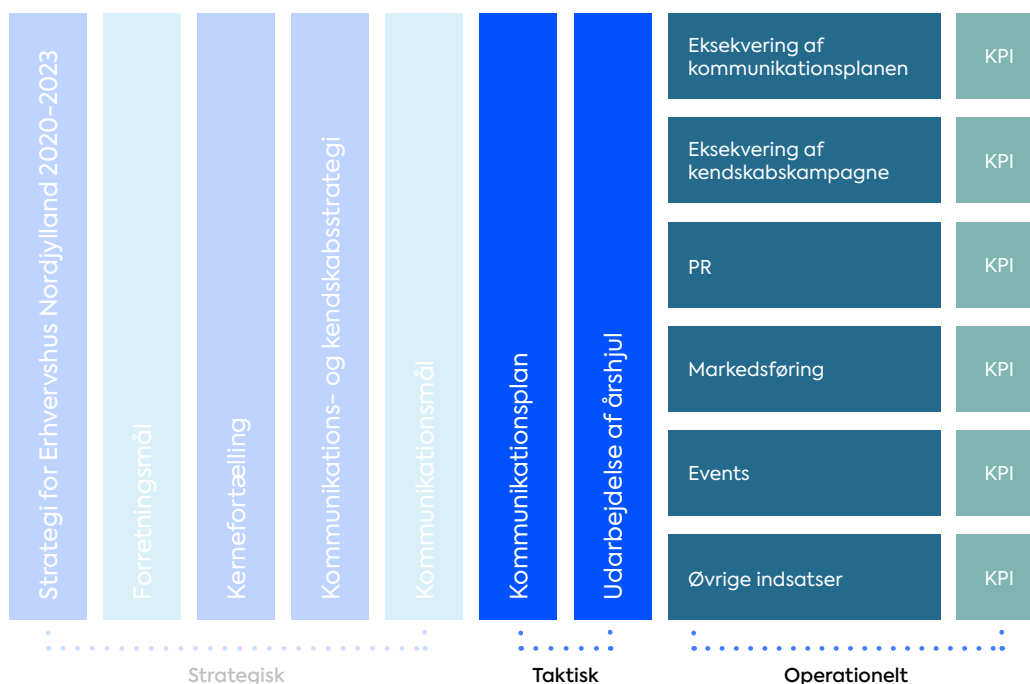 Strategi for Erhvervshus Nordjylland 2020-2023
Forretningsmål
Kernefortælling
Kommunikations- og kendskabsstrategi
Kommunikationsmål
Kommunikationsplan
Udarbejdelse af årshjul
Eksekvering af
kommunikationsplanen
KPI
Eksekvering af
kendskabskampagne
KPI
PR
KPI
Markedsføring
KPI
Events
KPI
Øvrige indsatser
KPI
Strategisk
Taktisk
Operationelt